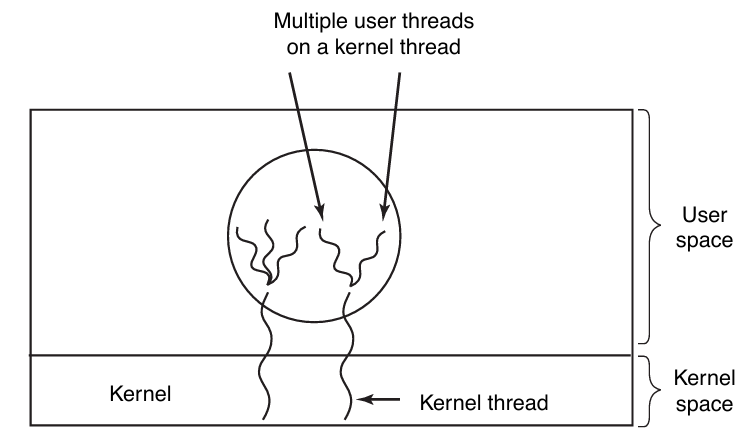 Multiple user threads
on a kernel thread
User
space
Kernel
Kernel thread
Kernel
space